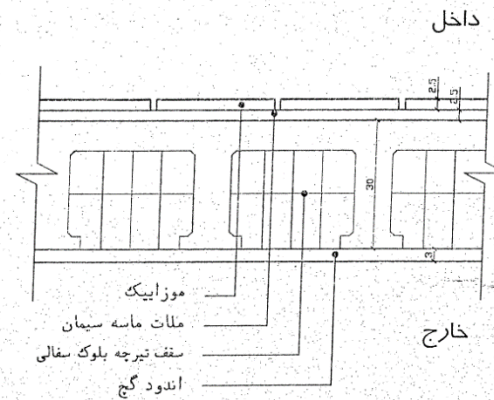 داخل
2.5
2.5
30
3
موزاییک
ملات ماسه سیمان
سقف تیرچه بلوک سفالی
اندود گچ
خارج